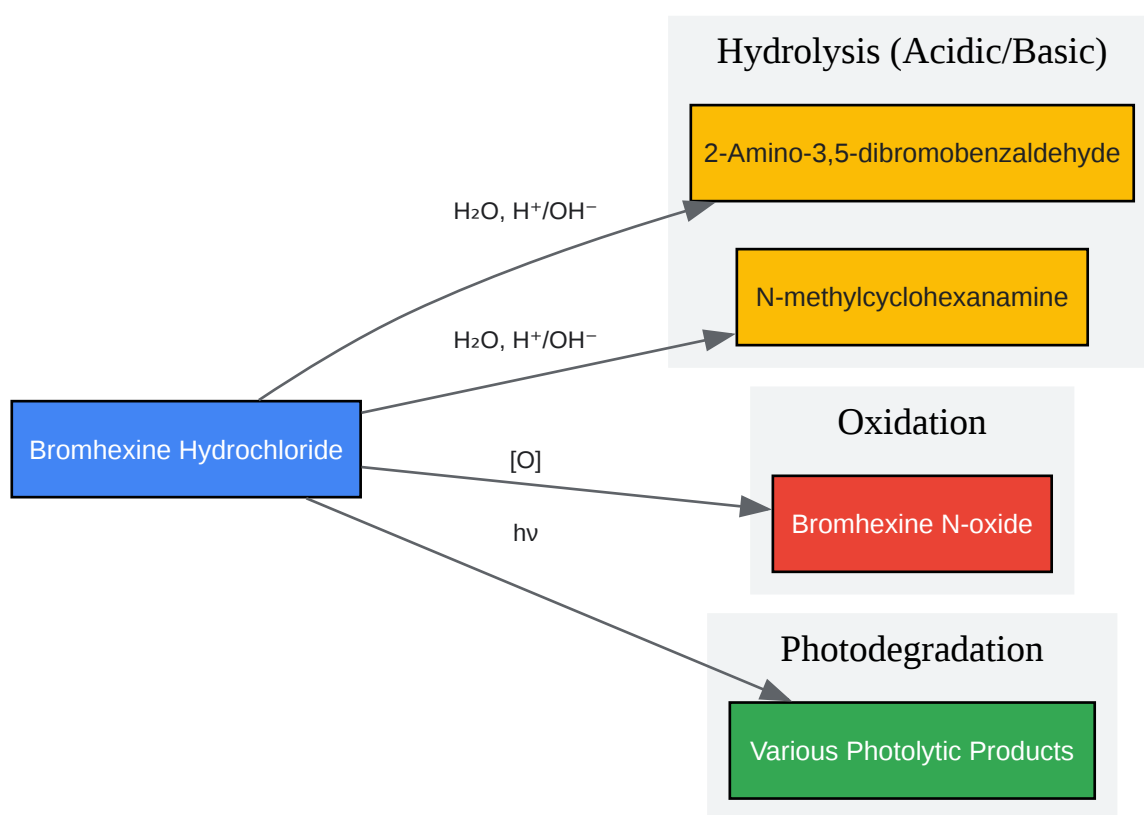 Hydrolysis (Acidic/Basic)
2-Amino-3,5-dibromobenzaldehyde
H₂O, H⁺/OH⁻
N-methylcyclohexanamine
H₂O, H⁺/OH⁻
Oxidation
Bromhexine Hydrochloride
[O]
Bromhexine N-oxide
hν
Photodegradation
Various Photolytic Products